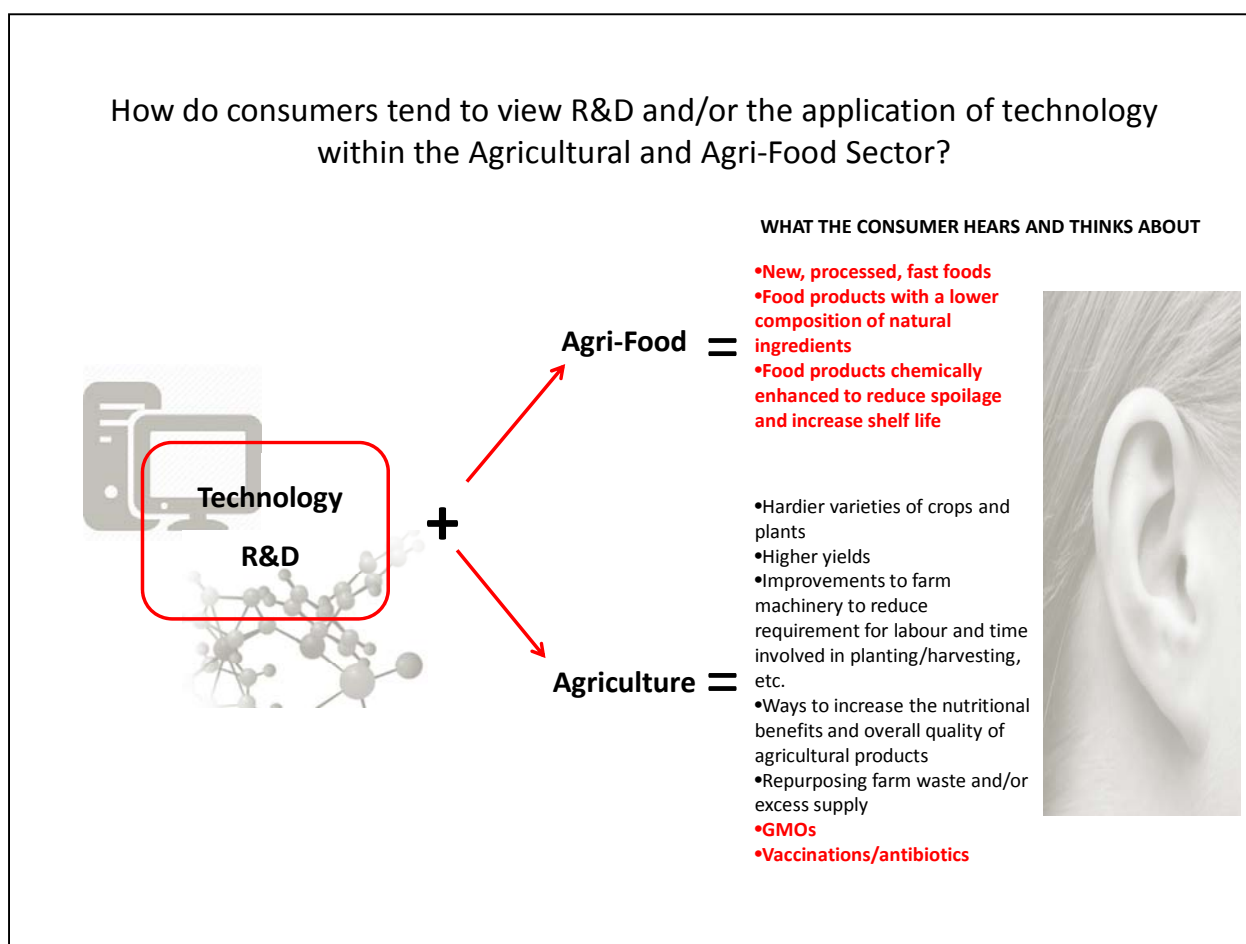 How do consumers tend to view R&D and/or the application of technology
within the Agricultural and Agri-Food Sector?
WHAT THE CONSUMER HEARS AND THINKS ABOUT
Technology
R&D
+
Agri-Food =
•New, processed, fast foods
•Food products with a lower
composition of natural
ingredients
•Food products chemically
enhanced to reduce spoilage
and increase shelf life
Agriculture =
•Hardier varieties of crops and
plants
•Higher yields
•Improvements to farm
machinery to reduce
requirement for labour and time
involved in planting/harvesting,
etc.
•Ways to increase the nutritional
benefits and overall quality of
agricultural products
•Repurposing farm waste and/or
excess supply
•GMOs
•Vaccinations/antibiotics